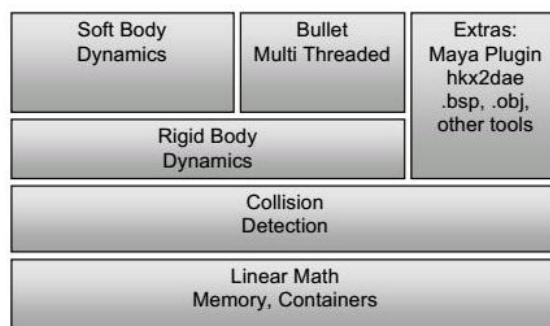 Soft Body
Dynamics
Bullet
Multi Threaded
Extras:
Maya Plugin
hkx2dae
.bsp, .obj,
other tools
Rigid Body
Dynamics
Collision
Detection
Linear Math
Memory, Containers